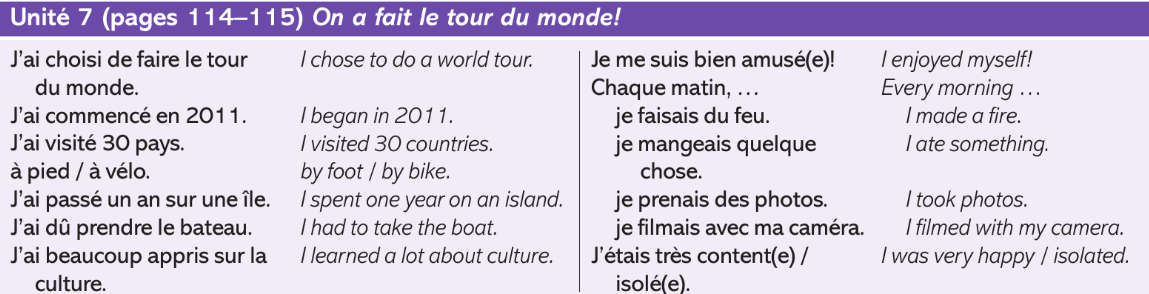 Unité 7 (pages 114–115) On a fait le tour du monde!
J’ai choisi de faire le tour I chose to do a world tour.
du monde.
J’ai commencé en 2011. I began in 2011.
J’ai visité 30 pays. I visited 30 countries.
à pied / à vélo. by foot / by bike.
J’ai passé un an sur une île. I spent one year on an island.
J’ai dû prendre le bateau. I had to take the boat.
J’ai beaucoup appris sur la I learned a lot about culture.
culture.
Je me suis bien amusé(e)! I enjoyed myself!
Chaque matin, … Every morning …
je faisais du feu. I made a fire.
je mangeais quelque I ate something.
chose.
je prenais des photos. I took photos.
je filmais avec ma caméra. I filmed with my camera.
J’étais très content(e) / I was very happy / isolated.
isolé(e).